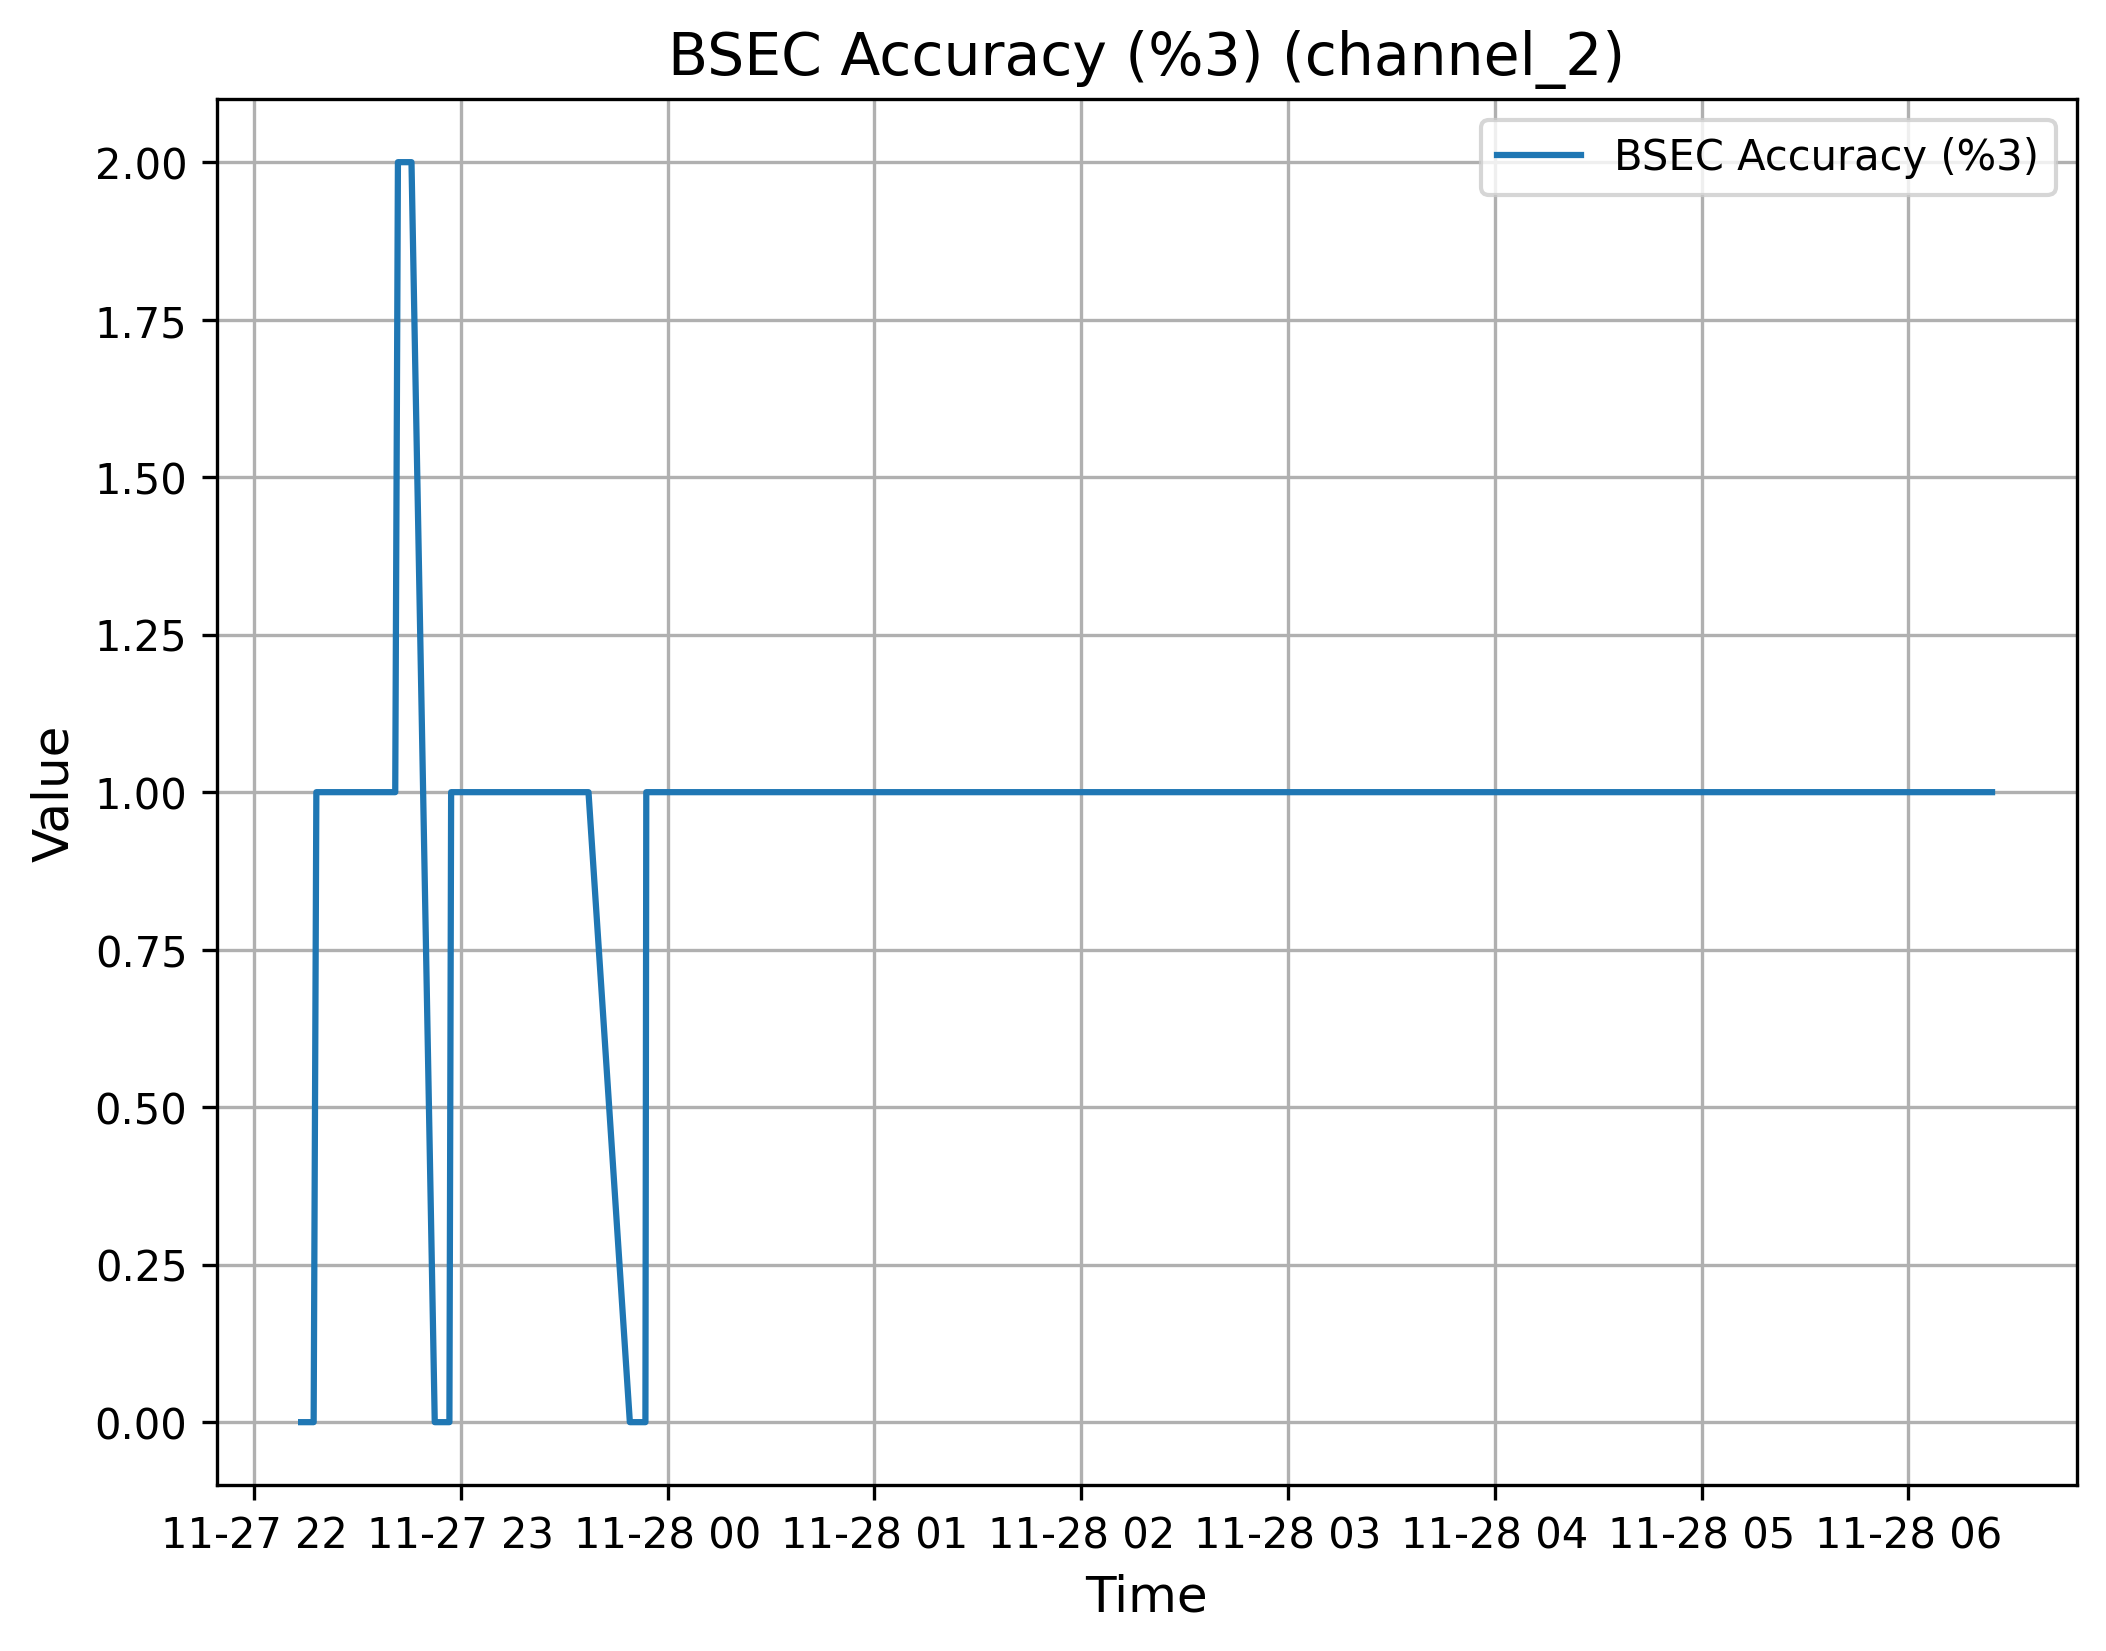 BSEC Accuracy (%3) (channel_2)
BSEC Accuracy (%3)
2.00
1.75
1.50
1.25
1.00
0.75
0.50
0.25
0.00
Value
11-27 22 11-27 23 11-28 00 11-28 01 11-28 02 11-28 03 11-28 04 11-28 05 11-28 06
Time